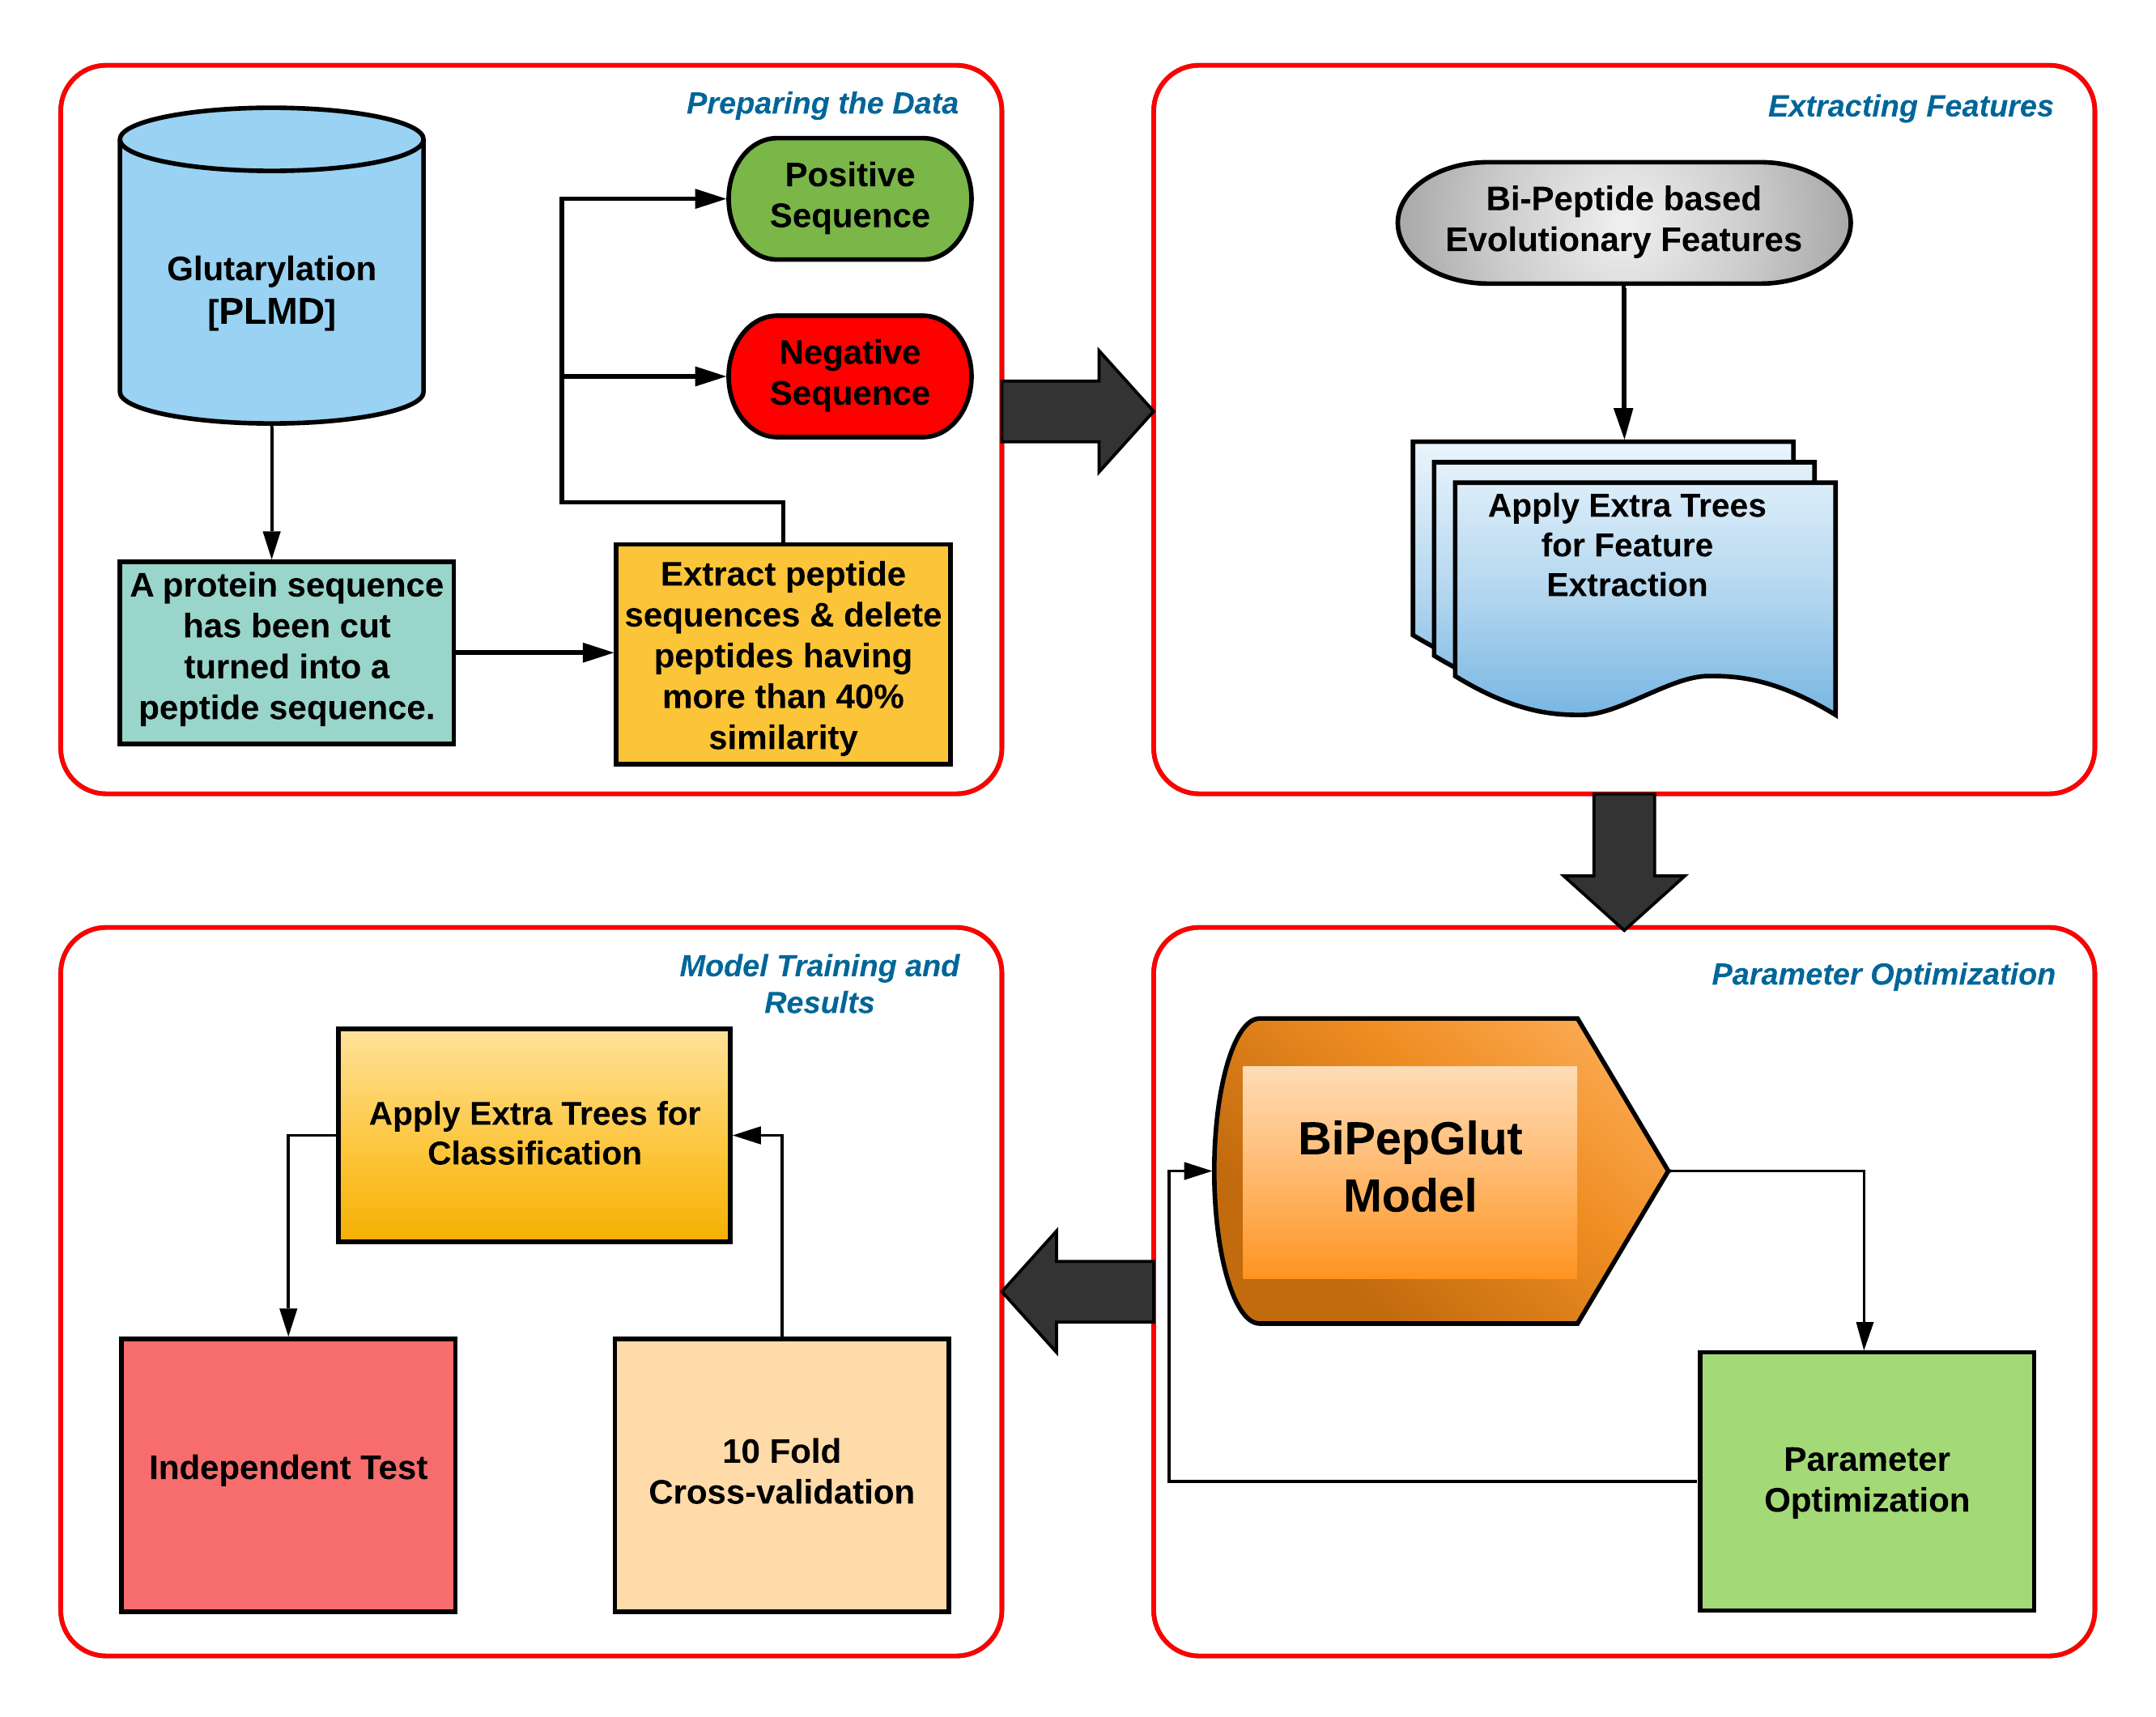 Preparing the Data
Glutarylation
[PLMD]
Positive
Sequence
Negative
Sequence
A protein sequence
has been cut
turned into a
peptide sequence.
Extract peptide
sequences & delete
peptides having
more than 40%
similarity
Extracting Features
Bi-Peptide based
Evolutionary Features
Apply Extra Trees
for Feature
Extraction
Parameter Optimization
BiPepGlut
Model
Parameter
Optimization
Model Training and
Results
Apply Extra Trees for
Classification
Independent Test
10 Fold
Cross-validation